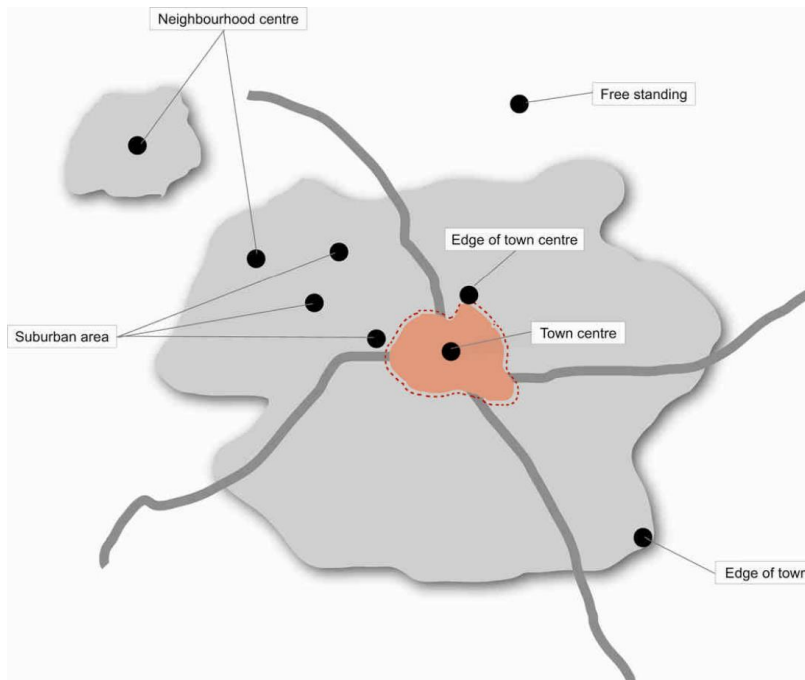 Neighbourhood centre
Free standing
Edge of town centre
Suburban area
Town centre
Edge of town